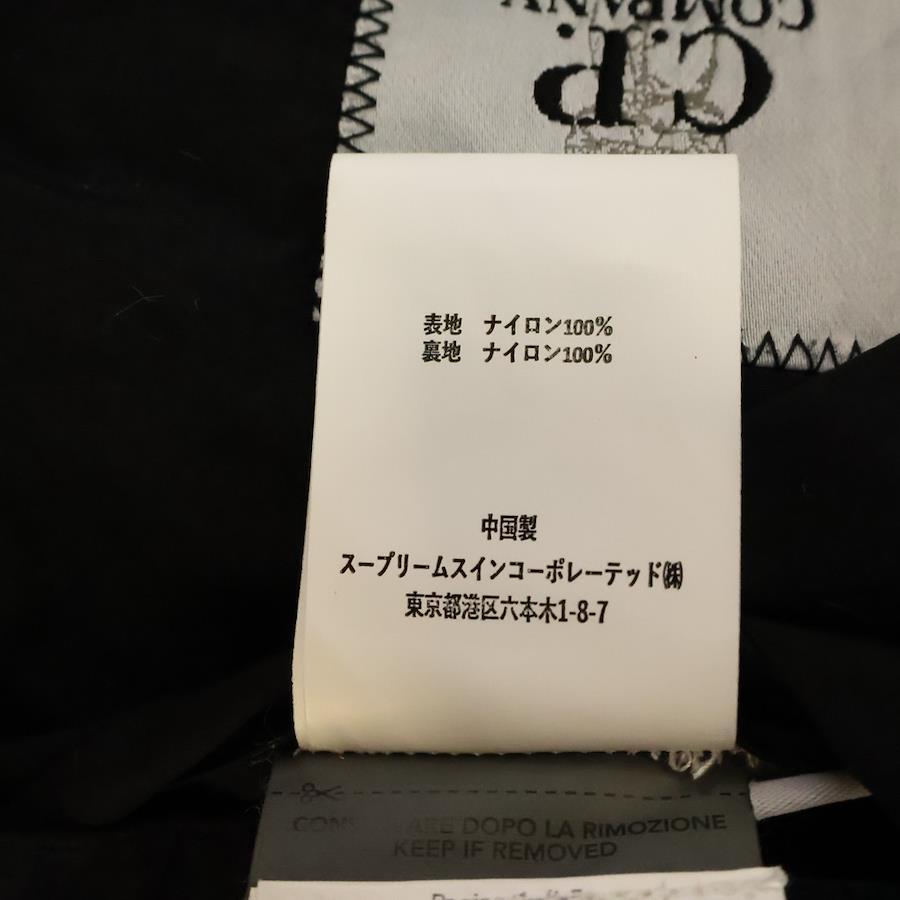 C.P.
COMPANY
表地　ナイロン100%
裏地　ナイロン100%
中国製
スープリームスインコーポレーテッド㈱
東京都港区六本木1-8-7
DOPO LA RIMOZIONE
KEEP IF REMOVED